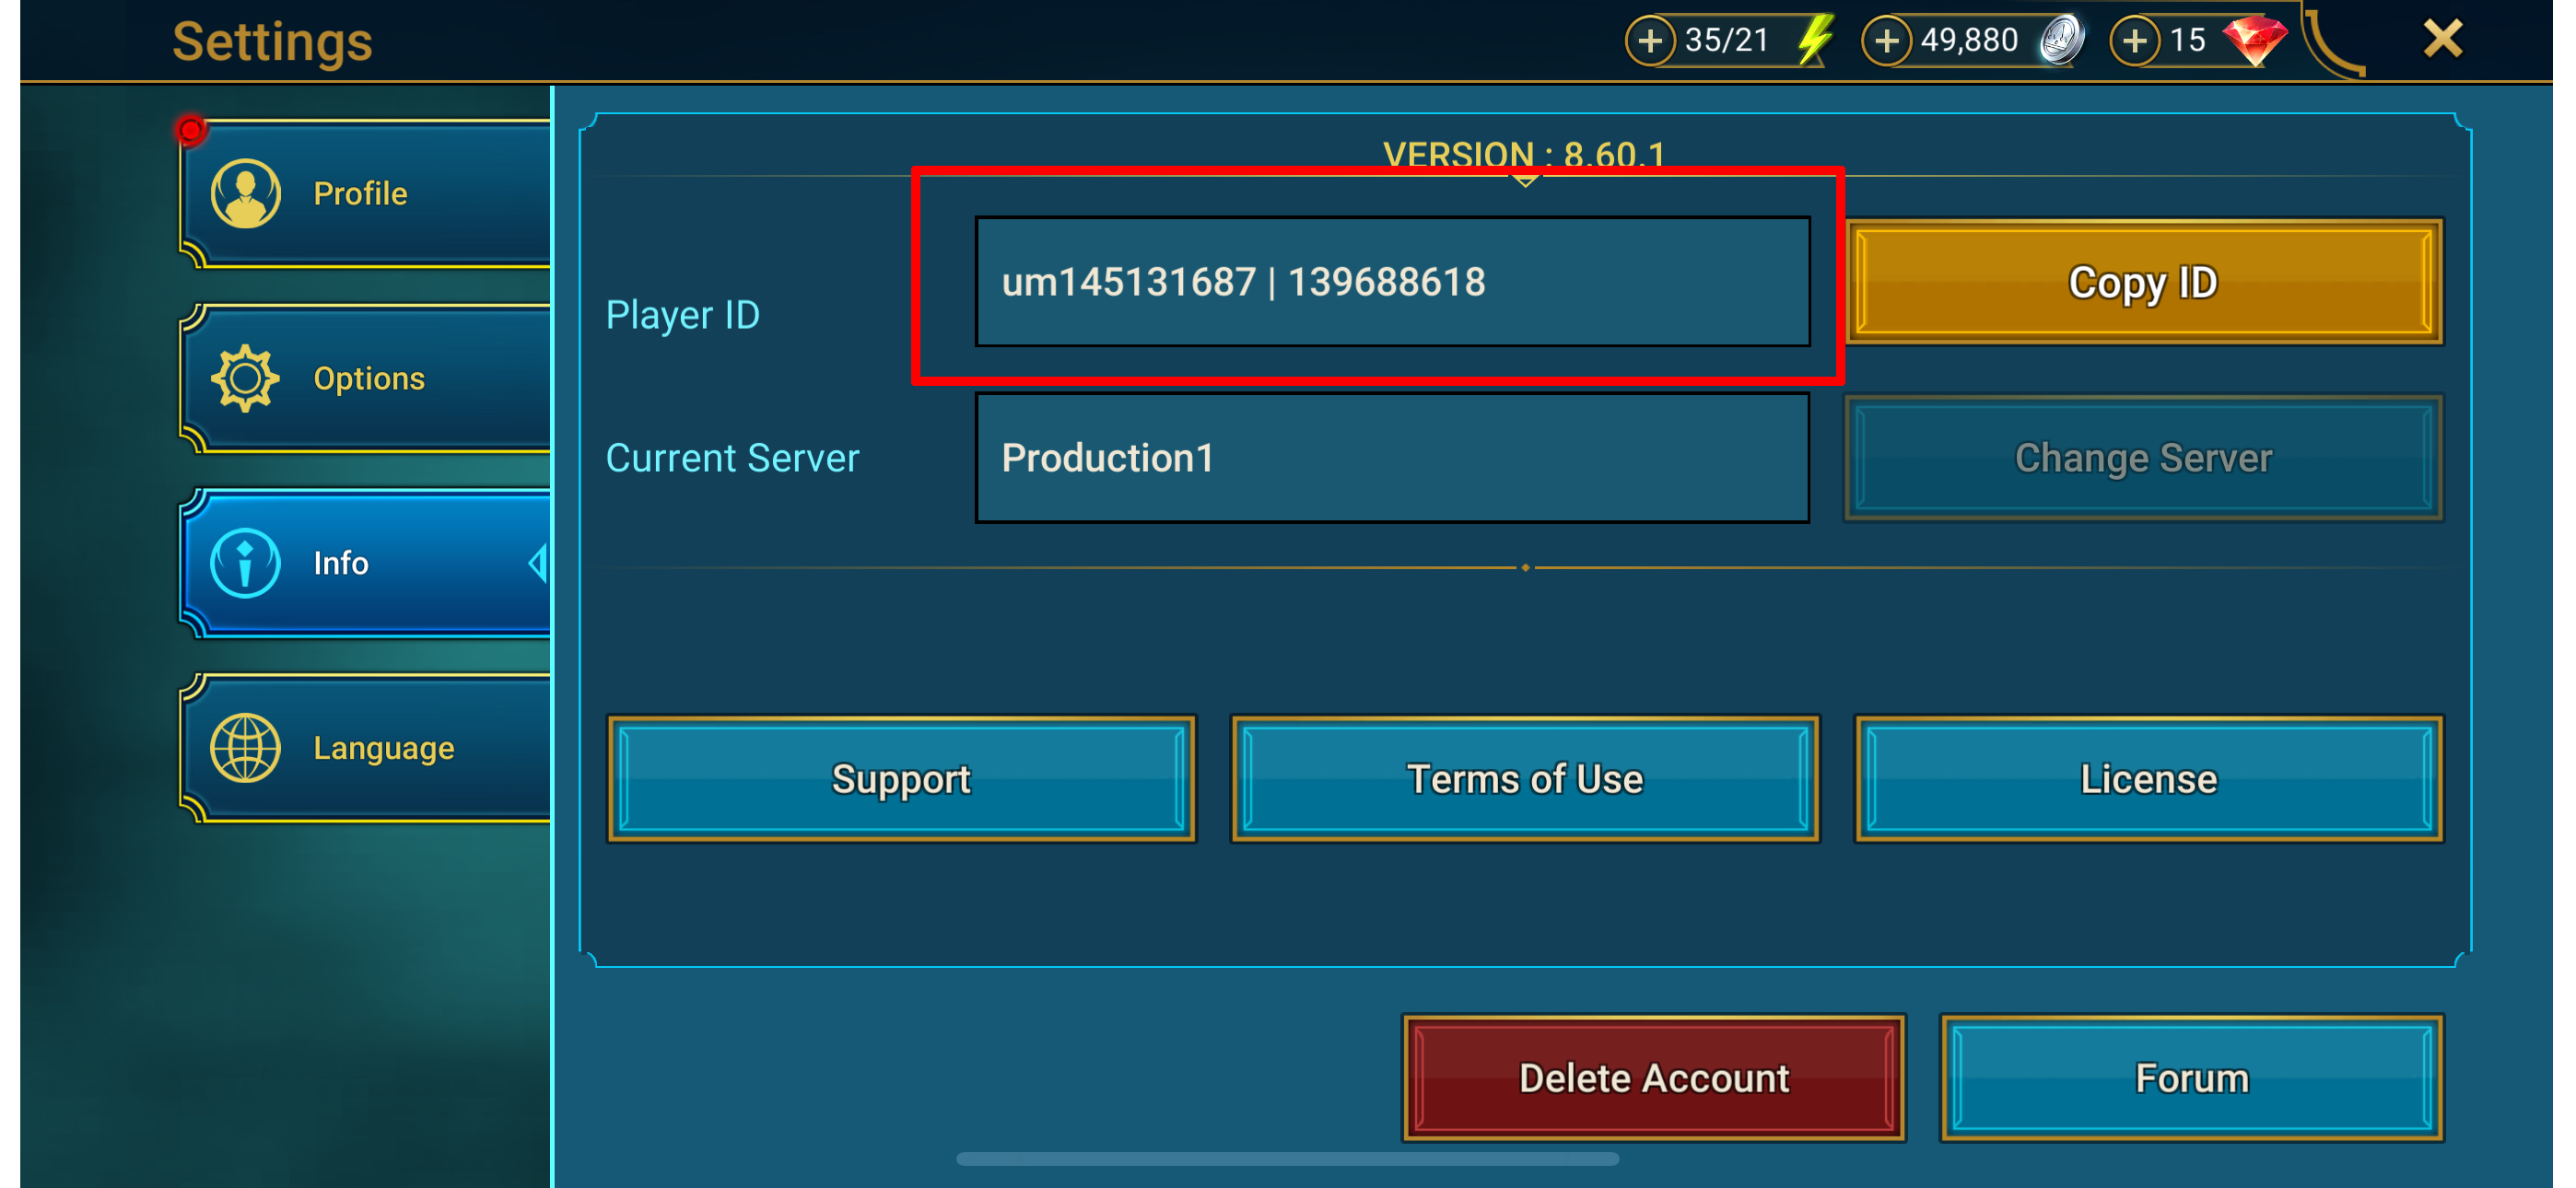 Settings
35/21
49,880
15
Profile
Options
Info
Language
VERSION : 8.60.1
Player ID
um145131687 | 139688618
Copy ID
Current Server
Production1
Change Server
Support
Terms of Use
License
Delete Account
Forum